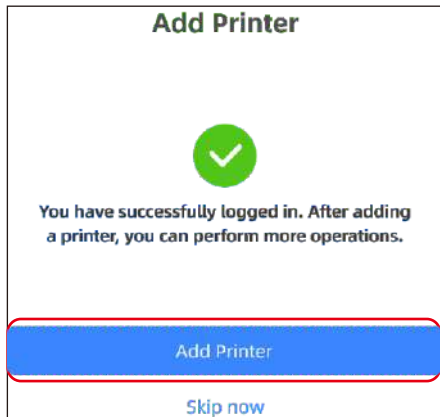 Add Printer
You have successfully logged in. After adding
a printer, you can perform more operations.
Add Printer
Skip now